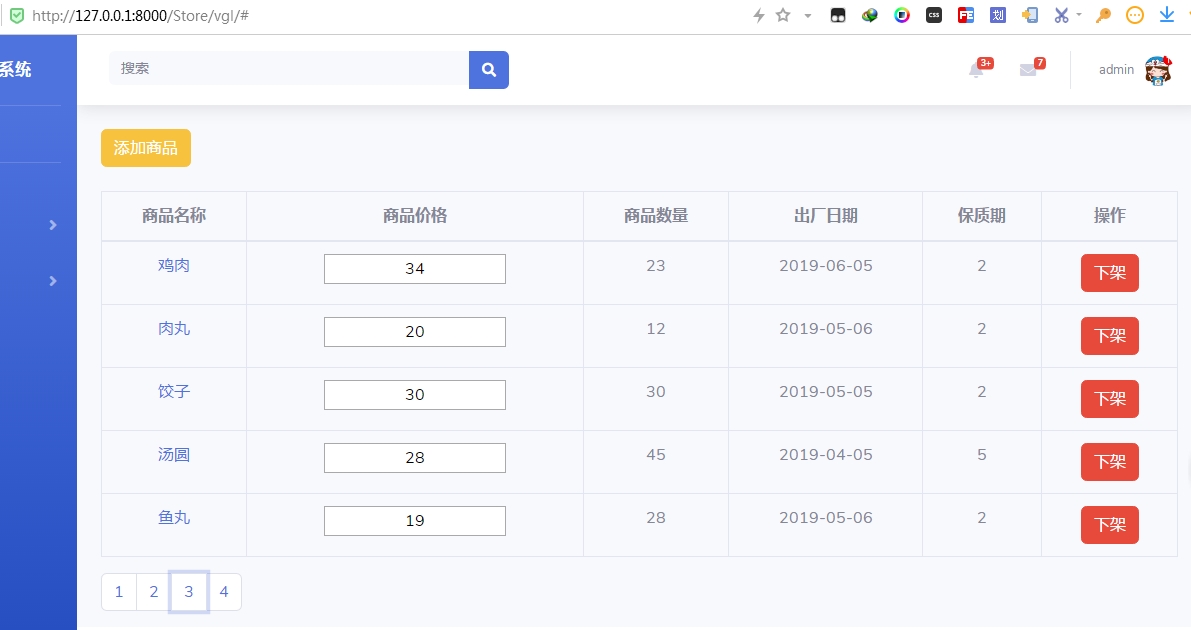 http://127.0.0.1:8000/Store/vgl/#
CSS
FE
划
系统
搜索
3+
7
admin
添加商品
商品名称 商品价格 商品数量 出厂日期 保质期 操作
鸡肉 34 23 2019-06-05 2 下架
肉丸 20 12 2019-05-06 2 下架
饺子 30 30 2019-05-05 2 下架
汤圆 28 45 2019-04-05 5 下架
鱼丸 19 28 2019-05-06 2 下架
1 2 3 4